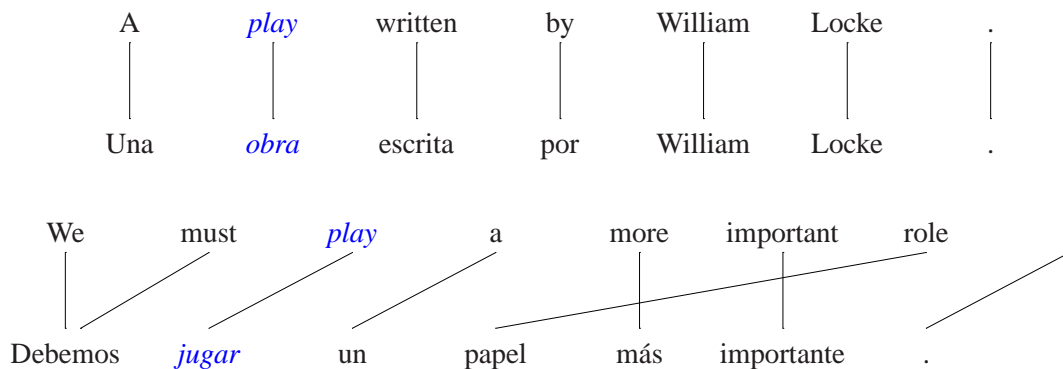 A play written by William Locke .
Una obra escrita por William Locke .
We must play a more important role
Debemos jugar un papel más importante .